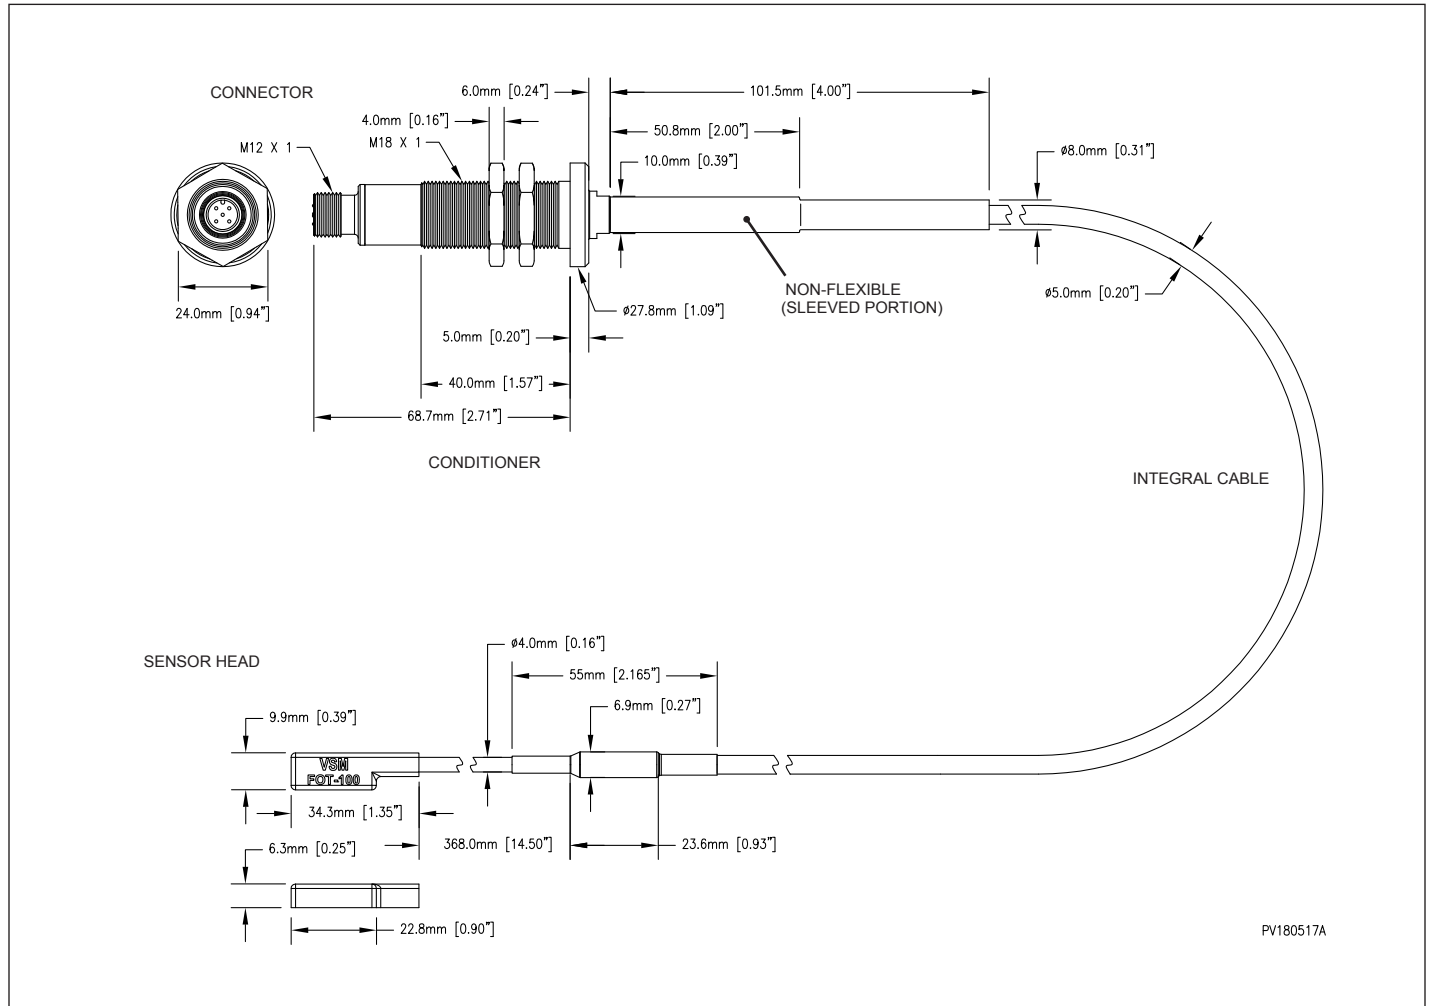 CONNECTOR
6.0mm [0.24"]
101.5mm [4.00"]
4.0mm [0.16"]
50.8mm [2.00"]
M12 X 1
M18 X 1
10.0mm [0.39"]
ø8.0mm [0.31"]
NON-FLEXIBLE
(SLEEVED PORTION)
ø5.0mm [0.20"]
24.0mm [0.94"]
ø27.8mm [1.09"]
5.0mm [0.20"]
40.0mm [1.57"]
68.7mm [2.71"]
CONDITIONER
INTEGRAL CABLE
SENSOR HEAD
ø4.0mm [0.16"]
55mm [2.165"]
6.9mm [0.27"]
9.9mm [0.39"]
VSM
FOT-100
34.3mm [1.35"]
368.0mm [14.50"]
23.6mm [0.93"]
6.3mm [0.25"]
22.8mm [0.90"]
PV180517A